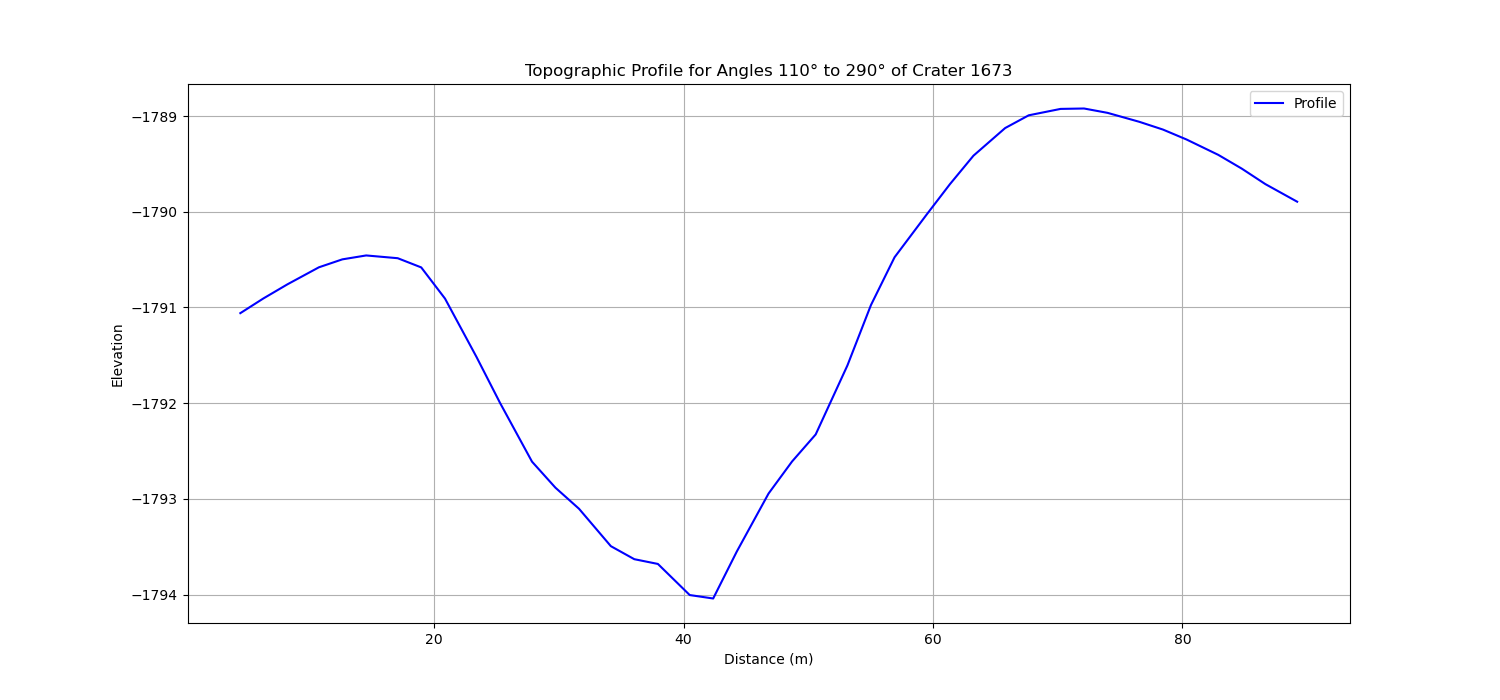 Topographic Profile for Angles 110° to 290° of Crater 1673
Profile
−1789
−1790
−1791
−1792
−1793
−1794
Elevation
20 40 60 80
Distance (m)